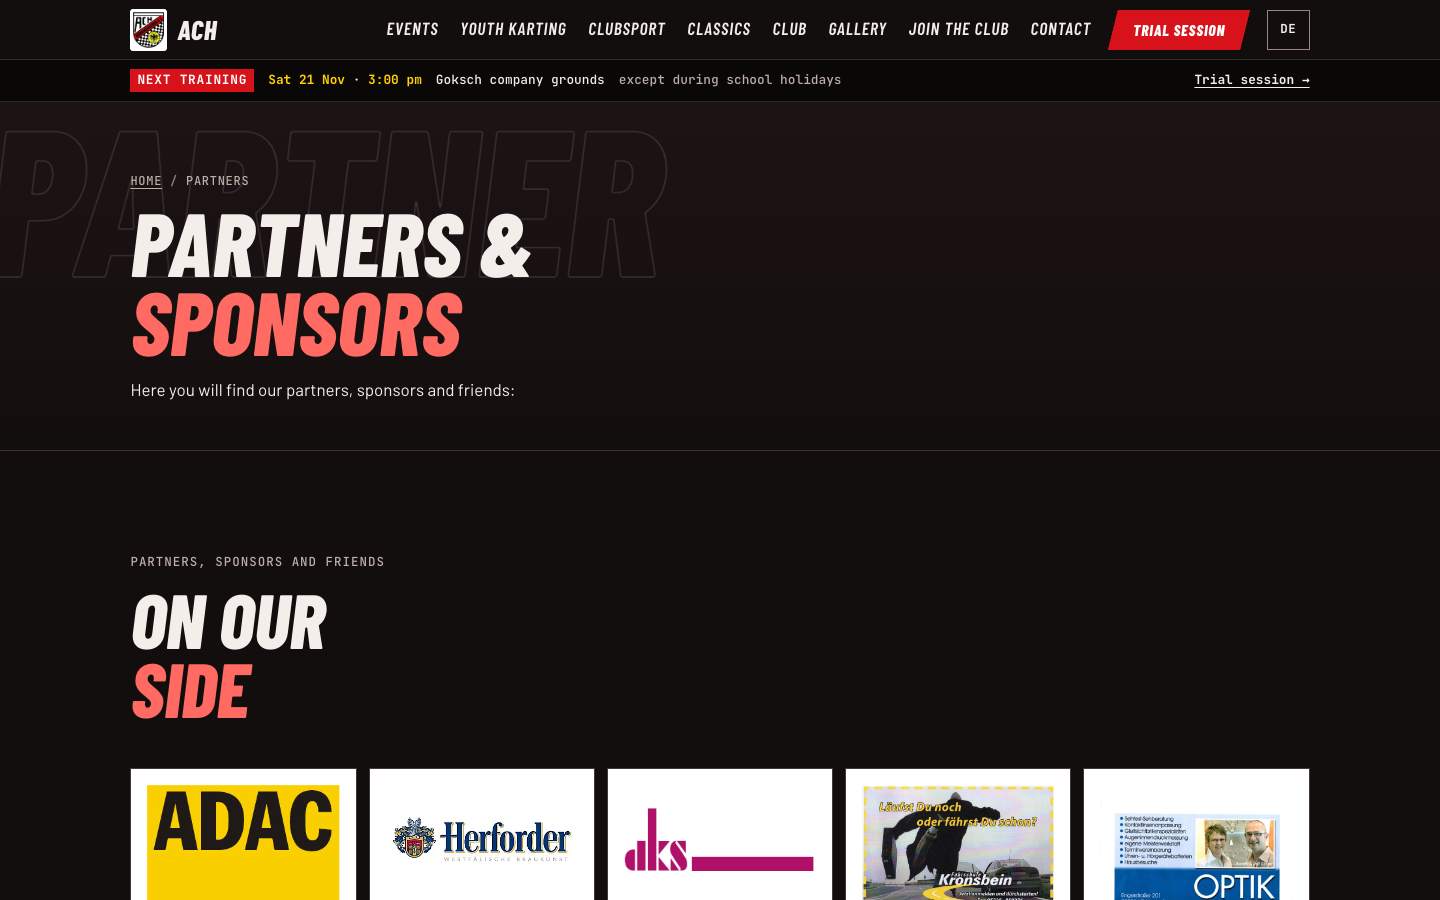 ACH
EVENTS YOUTH KARTING CLUBSPORT CLASSICS CLUB GALLERY JOIN THE CLUB CONTACT TRIAL SESSION DE
NEXT TRAINING Sat 21 Nov · 3:00 pm Goksch company grounds except during school holidays Trial session →
PARTNER
HOME / PARTNERS
PARTNERS &
SPONSORS
Here you will find our partners, sponsors and friends:
PARTNERS, SPONSORS AND FRIENDS
ON OUR
SIDE
ADAC
Herforder
WESTFÄLISCHE BRAUKUNST
dks
Läufst Du noch
oder fährst Du schon?
Fahrschule
Kronsbein
OPTIK